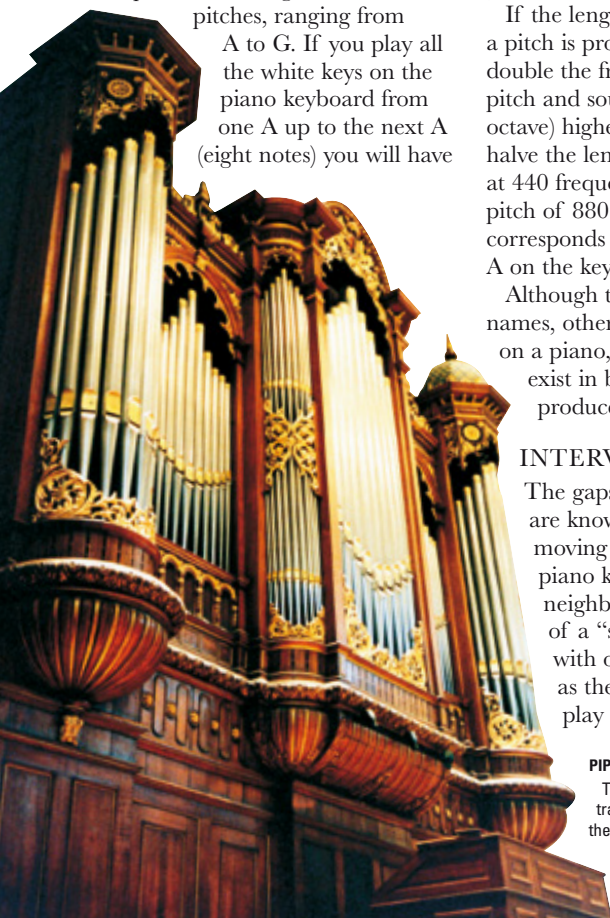 pitches, ranging from
A to G. If you play all
the white keys on the
piano keyboard from
one A up to the next A
(eight notes) you will have
If the leng
a pitch is pro
double the fr
pitch and sou
octave) highe
halve the len
at 440 freque
pitch of 880
corresponds
A on the key
Although t
names, other
on a piano,
exist in b
produce
INTERV
The gaps
are know
moving
piano k
neighb
of a “s
with o
as the
play
PIP
T
tra
the